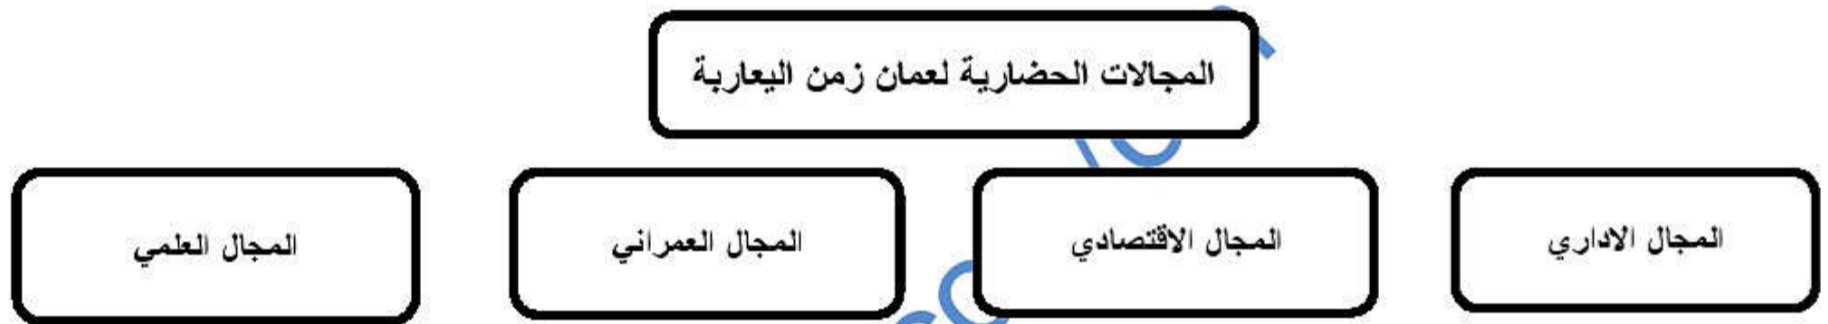 المجالات الحضارية لعمان زمن اليعاربة
المجال الاداري
المجال الاقتصادي
المجال العمراني
المجال العلمي